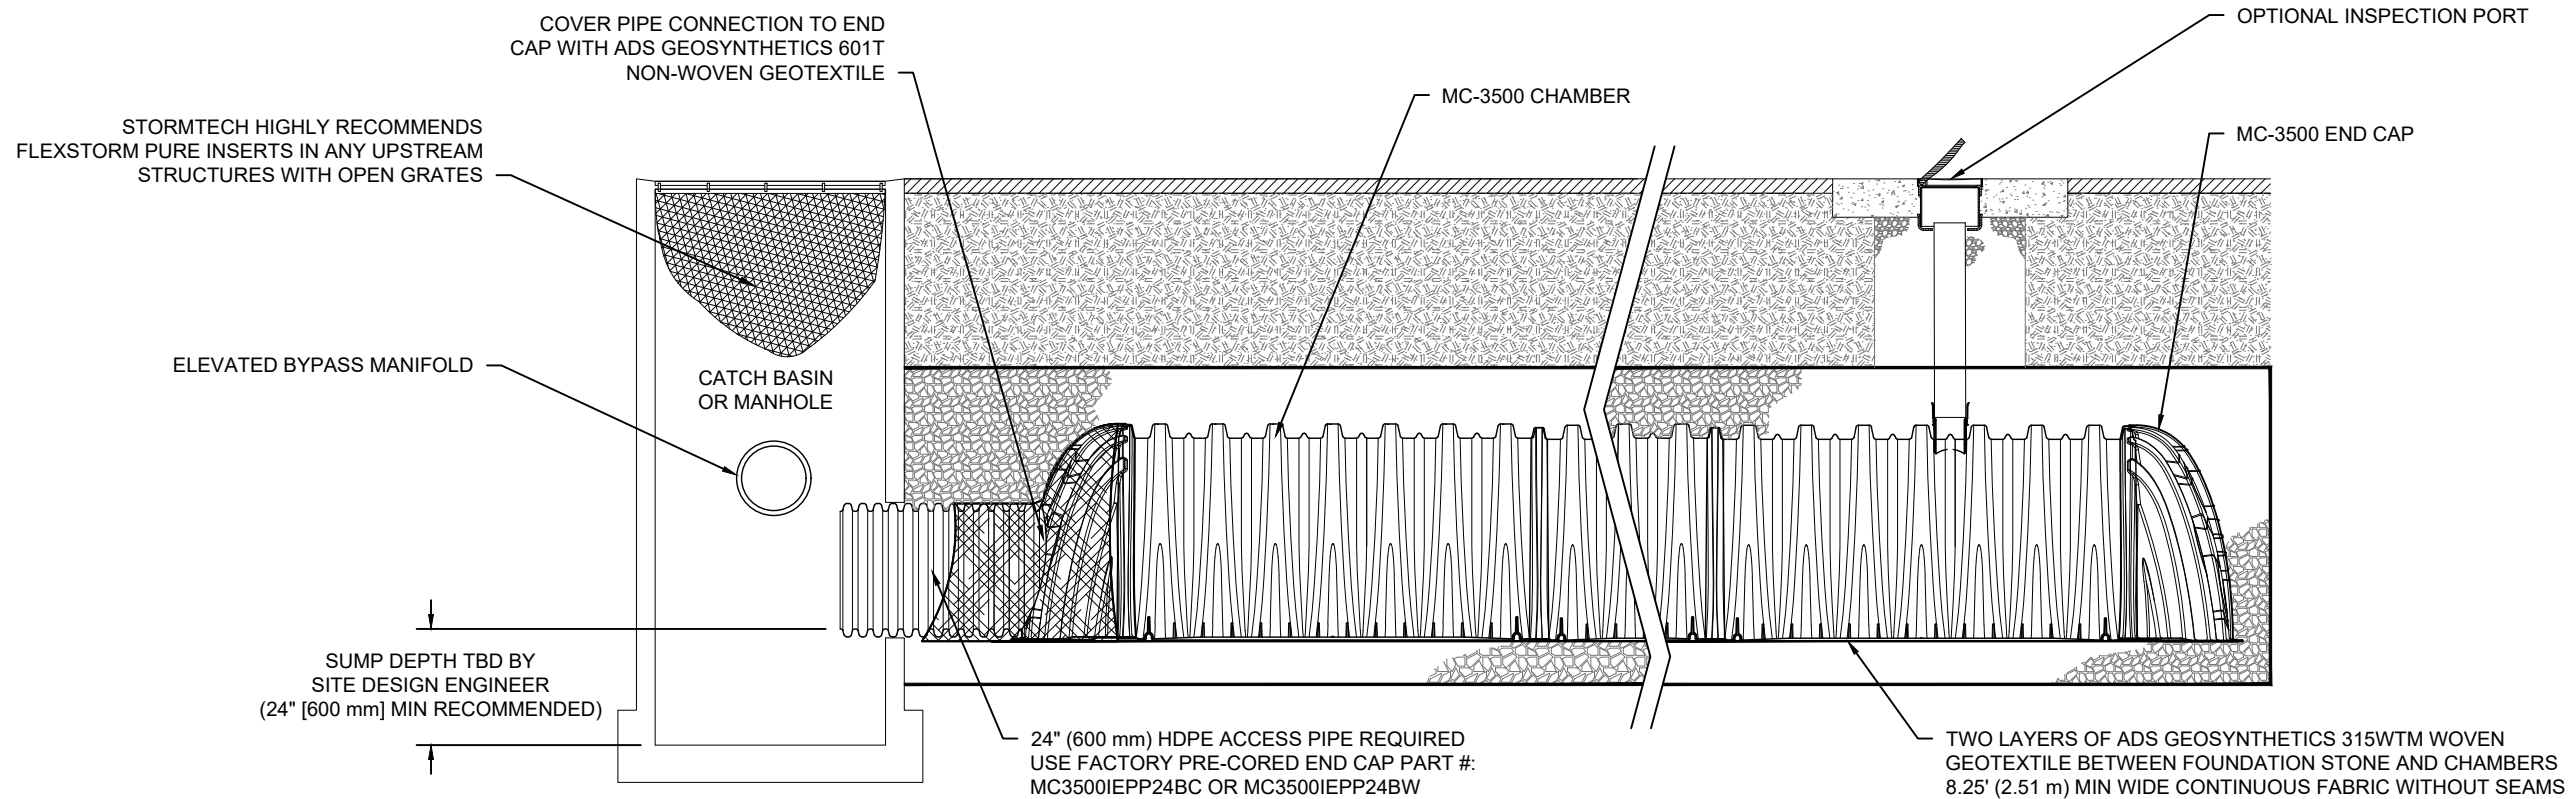 COVER PIPE CONNECTION TO END
CAP WITH ADS GEOSYNTHETICS 601T
NON-WOVEN GEOTEXTILE
OPTIONAL INSPECTION PORT
MC-3500 CHAMBER
STORMTECH HIGHLY RECOMMENDS
FLEXSTORM PURE INSERTS IN ANY UPSTREAM
STRUCTURES WITH OPEN GRATES
MC-3500 END CAP
ELEVATED BYPASS MANIFOLD
CATCH BASIN
OR MANHOLE
SUMP DEPTH TBD BY
SITE DESIGN ENGINEER
(24" [600 mm] MIN RECOMMENDED)
24" (600 mm) HDPE ACCESS PIPE REQUIRED
USE FACTORY PRE-CORED END CAP PART #:
MC3500IEPP24BC OR MC3500IEPP24BW
TWO LAYERS OF ADS GEOSYNTHETICS 315WTM WOVEN
GEOTEXTILE BETWEEN FOUNDATION STONE AND CHAMBERS
8.25' (2.51 m) MIN WIDE CONTINUOUS FABRIC WITHOUT SEAMS